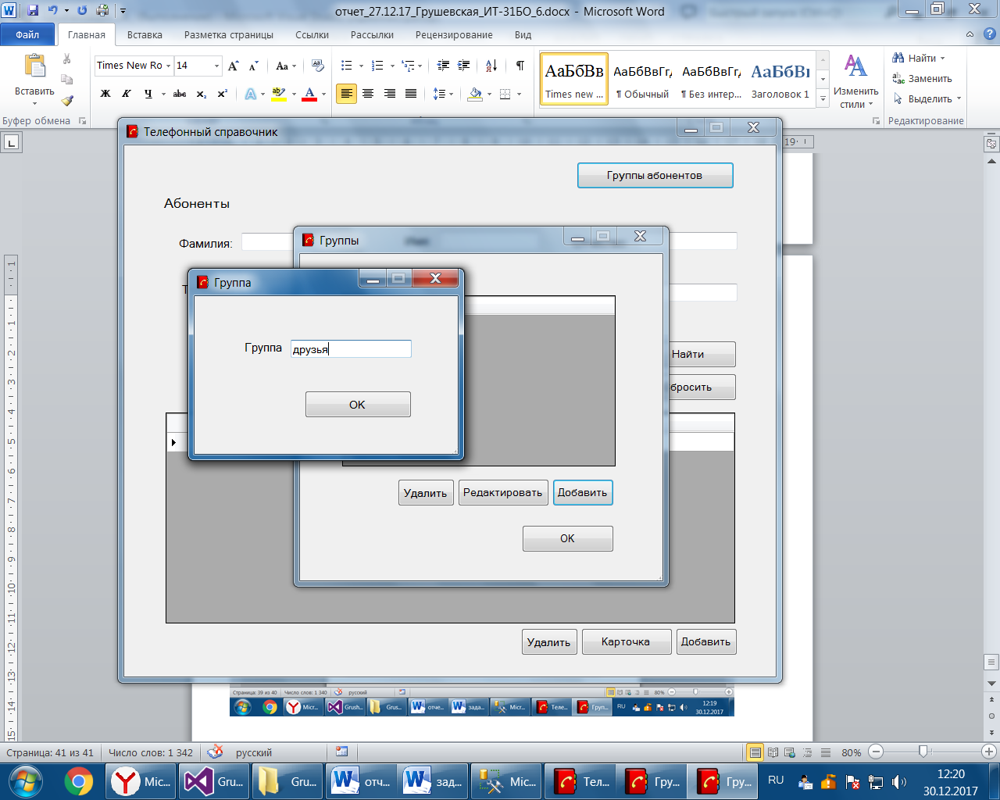 отчет_27.12.17_Грушевская_ИТ-31БО_6.docx - Microsoft Word
Файл Главная Вставка Разметка страницы Ссылки Рассылки Рецензирование Вид
Вставить
Буфер обмена
Times New Ro 14
Ж К Ч abc x₂ x² A aby A
Aa
АаБбВв АаБбВвГг АаБбВвГг АаБбВ
Times new ... ¶ Обычный ¶ Без интер... Заголовок 1
Изменить стили
Найти
Заменить
Выделить
Редактирование
Телефонный справочник
Группы абонентов
Абоненты
Фамилия:
Группы
Группа
Группа друзья
OK
Найти
Удалить Редактировать Добавить
OK
Удалить Карточка Добавить
Страница: 39 из 40 Число слов: 1 340 русский 80%
Micr... Grush... Grus... отче... зада... Micr... Теле... Груп... RU 12:19
30.12.2017
Страница: 41 из 41 Число слов: 1 342 русский 80%
Mic... Gru... Gru... отч... зад... Mic... Тел... Гру... Гру... RU 12:20
30.12.2017